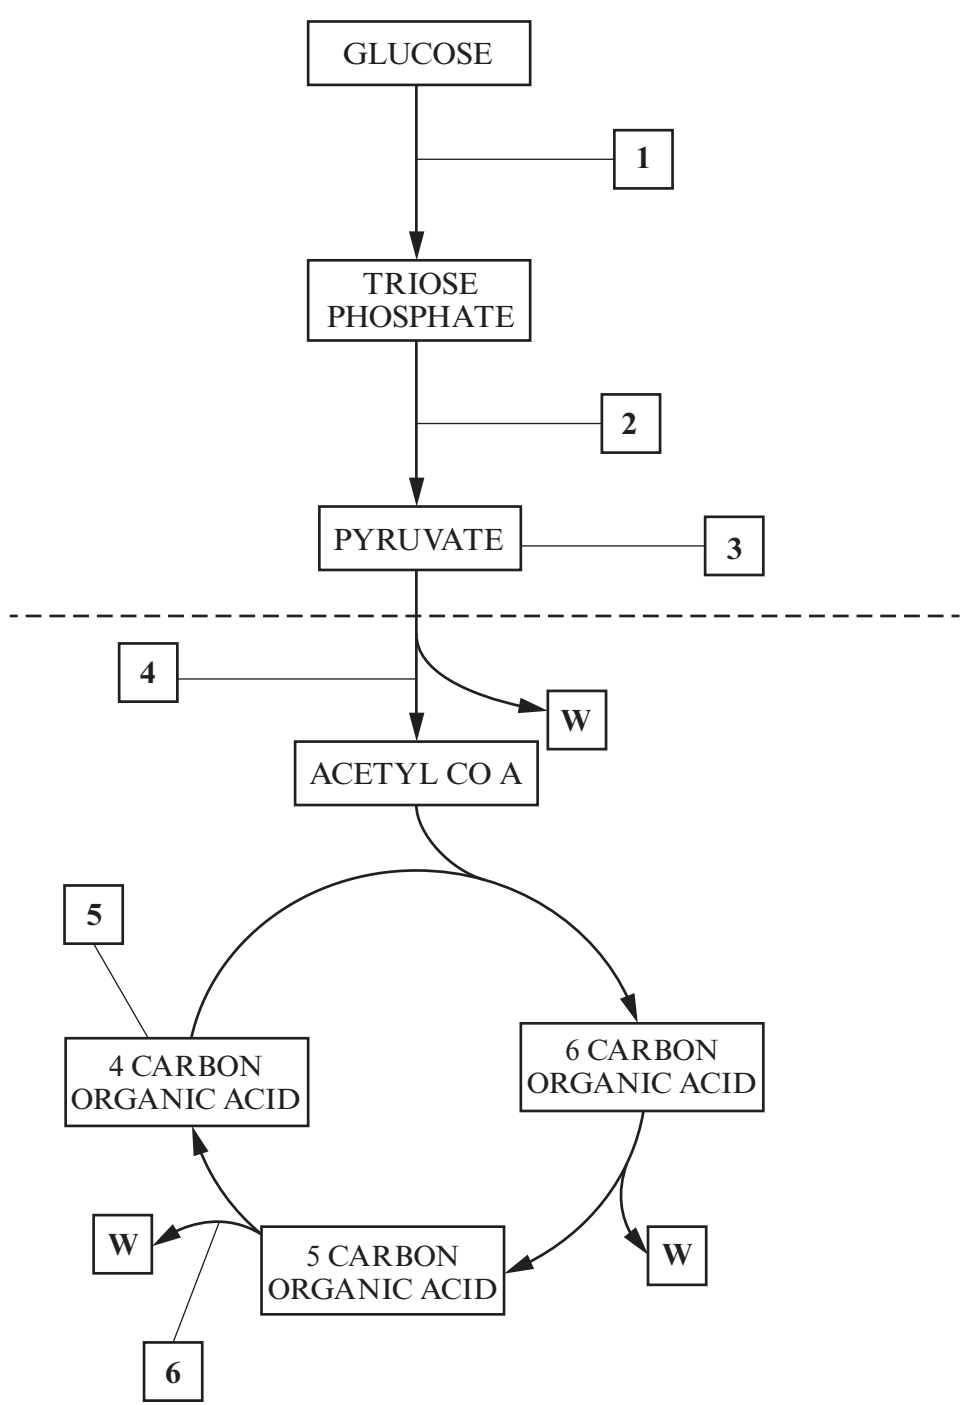 GLUCOSE
1
TRIOSE
PHOSPHATE
2
PYRUVATE
3
4
W
ACETYL CO A
5
4 CARBON
ORGANIC ACID
6 CARBON
ORGANIC ACID
W
5 CARBON
ORGANIC ACID
W
6